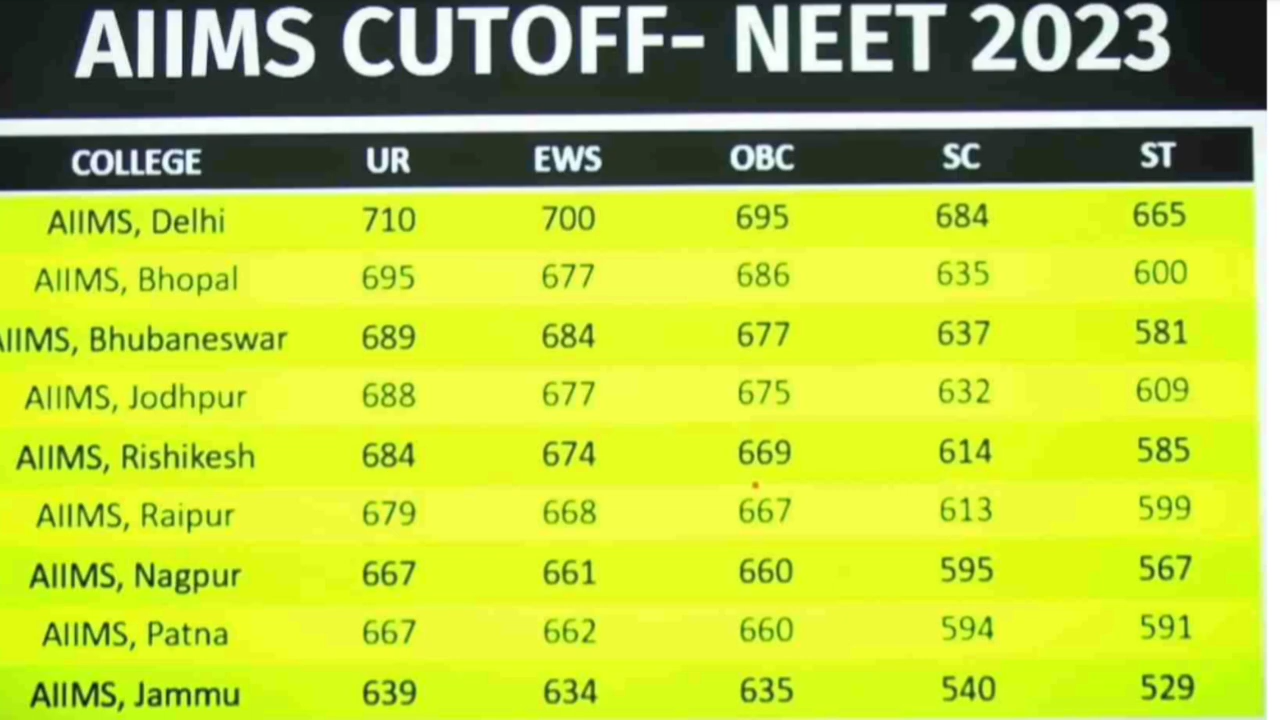 AIIMS CUTOFF- NEET 2023
COLLEGE UR EWS OBC SC ST
AIIMS, Delhi 710 700 695 684 665
AIIMS, Bhopal 695 677 686 635 600
AIIMS, Bhubaneswar 689 684 677 637 581
AIIMS, Jodhpur 688 677 675 632 609
AIIMS, Rishikesh 684 674 669 614 585
AIIMS, Raipur 679 668 667 613 599
AIIMS, Nagpur 667 661 660 595 567
AIIMS, Patna 667 662 660 594 591
AIIMS, Jammu 639 634 635 540 529